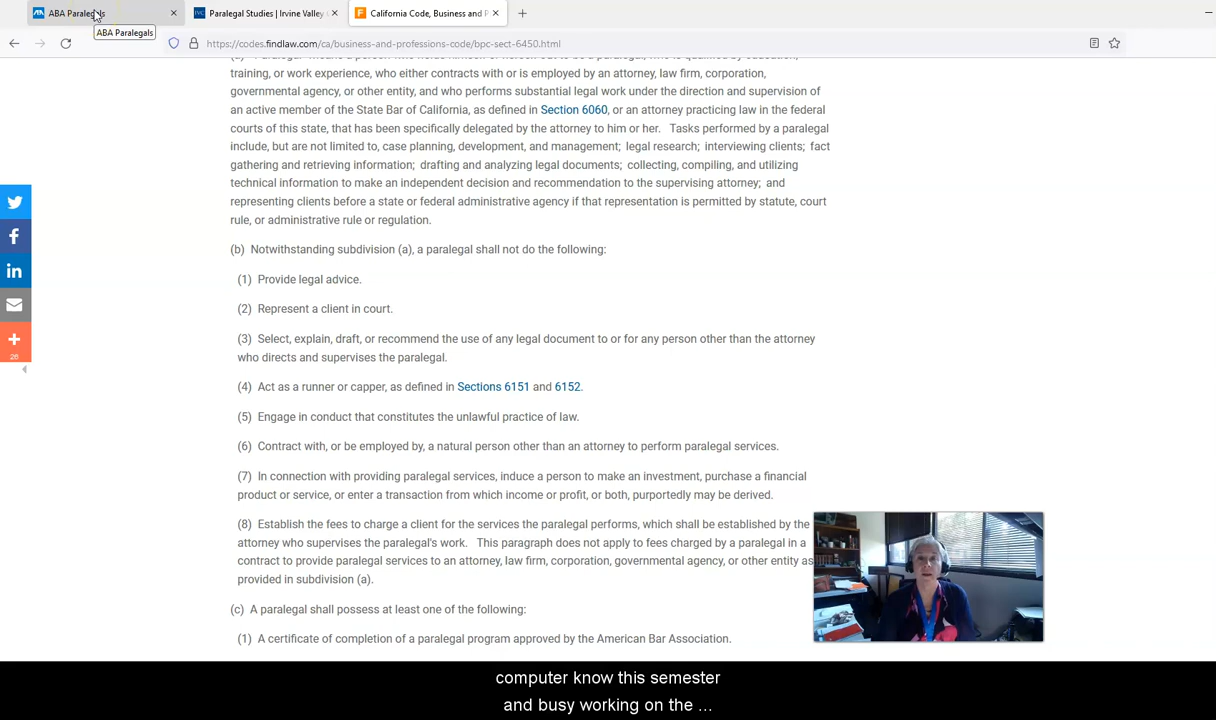 ABA Paralegals
Paralegal Studies | Irvine Valley
California Code, Business and P
ABA Paralegals
https://codes.findlaw.com/ca/business-and-professions-code/bpc-sect-6450.html
training, or work experience, who either contracts with or is employed by an attorney, law firm, corporation,
governmental agency, or other entity, and who performs substantial legal work under the direction and supervision of
an active member of the State Bar of California, as defined in Section 6060, or an attorney practicing law in the federal
courts of this state, that has been specifically delegated by the attorney to him or her. Tasks performed by a paralegal
include, but are not limited to, case planning, development, and management; legal research; interviewing clients; fact
gathering and retrieving information; drafting and analyzing legal documents; collecting, compiling, and utilizing
technical information to make an independent decision and recommendation to the supervising attorney; and
representing clients before a state or federal administrative agency if that representation is permitted by statute, court
rule, or administrative rule or regulation.
(b) Notwithstanding subdivision (a), a paralegal shall not do the following:
(1) Provide legal advice.
(2) Represent a client in court.
(3) Select, explain, draft, or recommend the use of any legal document to or for any person other than the attorney
who directs and supervises the paralegal.
(4) Act as a runner or capper, as defined in Sections 6151 and 6152.
(5) Engage in conduct that constitutes the unlawful practice of law.
(6) Contract with, or be employed by, a natural person other than an attorney to perform paralegal services.
(7) In connection with providing paralegal services, induce a person to make an investment, purchase a financial
product or service, or enter a transaction from which income or profit, or both, purportedly may be derived.
(8) Establish the fees to charge a client for the services the paralegal performs, which shall be established by the
attorney who supervises the paralegal's work. This paragraph does not apply to fees charged by a paralegal in a
contract to provide paralegal services to an attorney, law firm, corporation, governmental agency, or other entity as
provided in subdivision (a).
(c) A paralegal shall possess at least one of the following:
(1) A certificate of completion of a paralegal program approved by the American Bar Association.
26
computer know this semester
and busy working on the ...